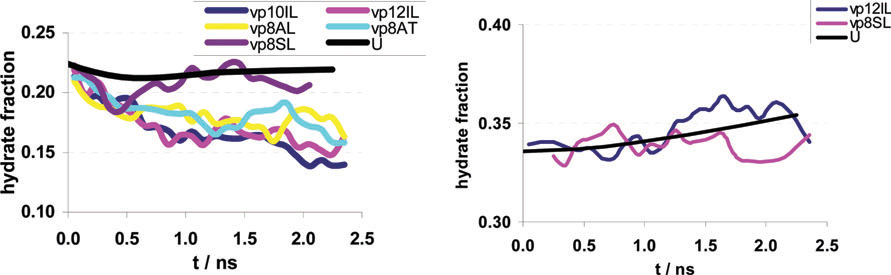 vp10IL vp12IL
vp8AL vp8AT
vp8SL U
0.25
0.20
0.15
0.10
hydrate fraction
0.0 0.5 1.0 1.5 2.0 2.5
t / ns
vp12IL
vp8SL
U
0.40
0.35
0.30
hydrate fraction
0.0 0.5 1.0 1.5 2.0 2.5
t / ns